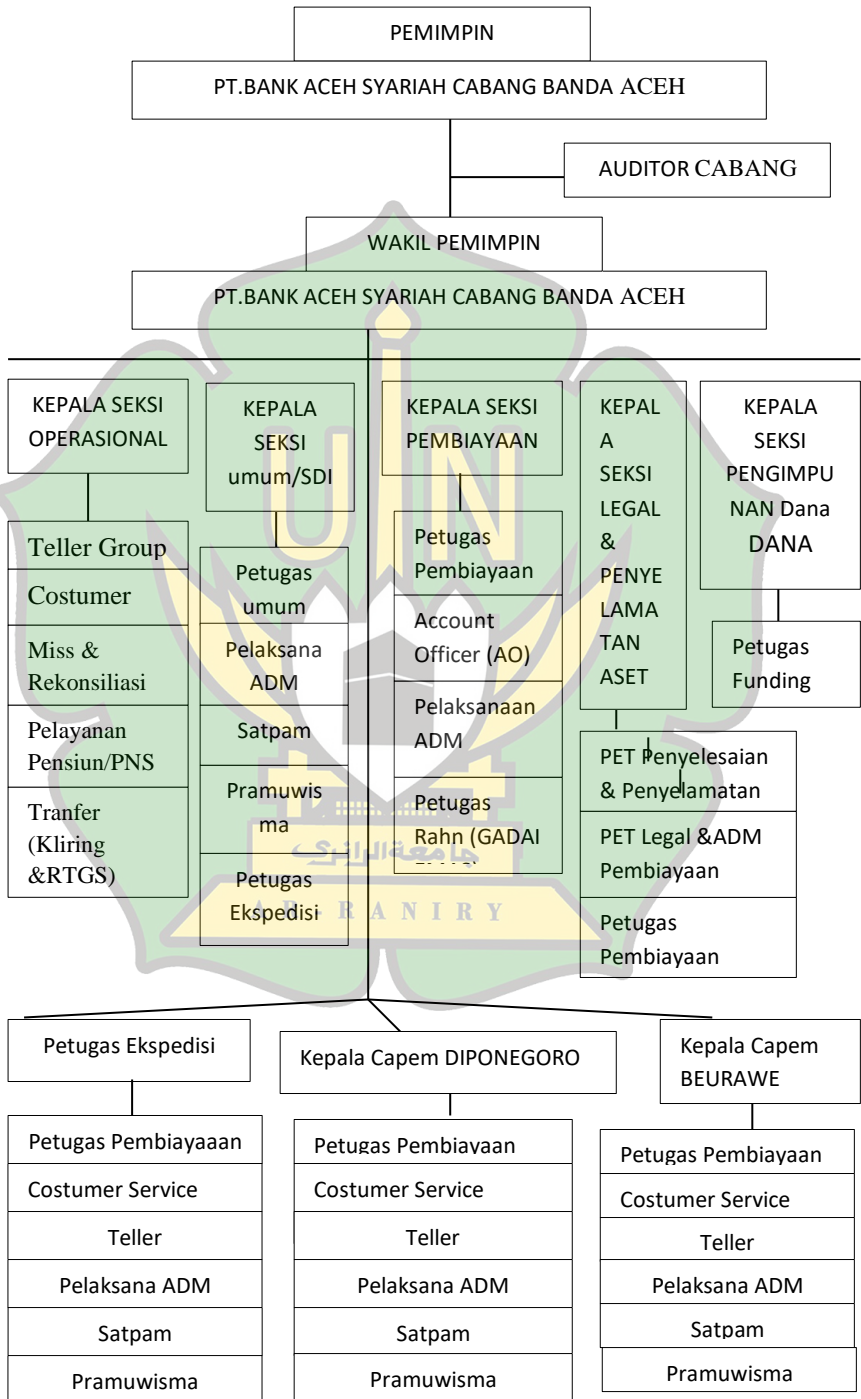 PEMIMPIN
PT.BANK ACEH SYARIAH CABANG BANDA ACEH
AUDITOR CABANG
WAKIL PEMIMPIN
PT.BANK ACEH SYARIAH CABANG BANDA ACEH
KEPALA SEKSI
OPERASIONAL
Teller Group
Costumer
Miss &
Rekonsiliasi
Pelayanan
Pensiun/PNS
Tranfer
(Kliring
&RTGS)
KEPALA
SEKSI
umum/SDI
Petugas
umum
Pelaksana
ADM
Satpam
Pramuwis
ma
Petugas
Ekspedisi
KEPALA SEKSI
PEMBIAYAAN
Petugas
Pembiayaan
Account
Officer (AO)
Pelaksanaan
ADM
Petugas
Rahn (GADAI
KEPAL
A
SEKSI
LEGAL
&
PENYE
LAMA
TAN
ASET
PET Penyelesaian
& Penyelamatan
PET Legal &ADM
Pembiayaan
Petugas
Pembiayaan
KEPALA
SEKSI
PENGIMPU
NAN Dana
DANA
Petugas
Funding
UIN
جامعة الرانري
AR-RANIRY
Petugas Ekspedisi
Petugas Pembiayaaan
Costumer Service
Teller
Pelaksana ADM
Satpam
Pramuwisma
Kepala Capem DIPONEGORO
Petugas Pembiayaan
Costumer Service
Teller
Pelaksana ADM
Satpam
Pramuwisma
Kepala Capem
BEURAWE
Petugas Pembiayaan
Costumer Service
Teller
Pelaksana ADM
Satpam
Pramuwisma